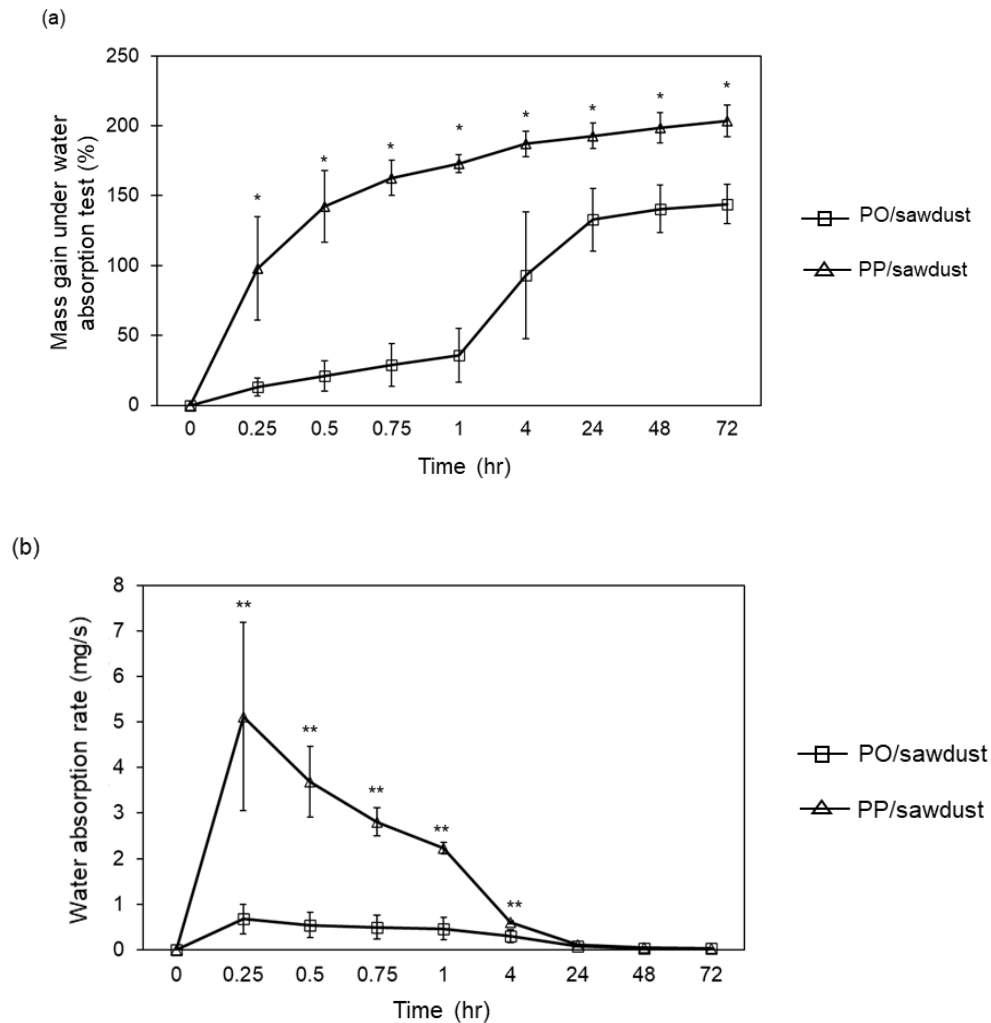 (a)
250
200
150
100
50
0
Mass gain under water
absorption test (%)
* * * * * * * *
0 0.25 0.5 0.75 1 4 24 48 72
Time (hr)
PO/sawdust
PP/sawdust
(b)
8
7
6
5
4
3
2
1
0
Water absorption rate (mg/s)
** ** ** ** **
0 0.25 0.5 0.75 1 4 24 48 72
Time (hr)
PO/sawdust
PP/sawdust